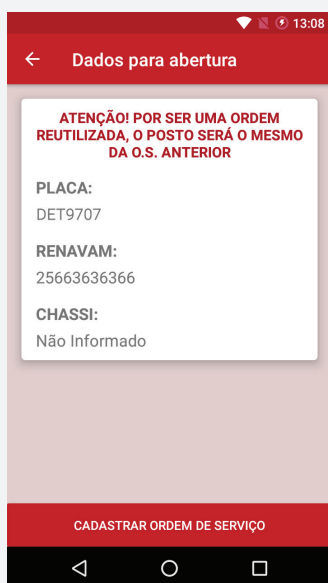 13:08
Dados para abertura
ATENÇÃO! POR SER UMA ORDEM
REUTILIZADA, O POSTO SERÁ O MESMO
DA O.S. ANTERIOR
PLACA:
DET9707
RENAVAM:
25663636366
CHASSI:
Não Informado
CADASTRAR ORDEM DE SERVIÇO